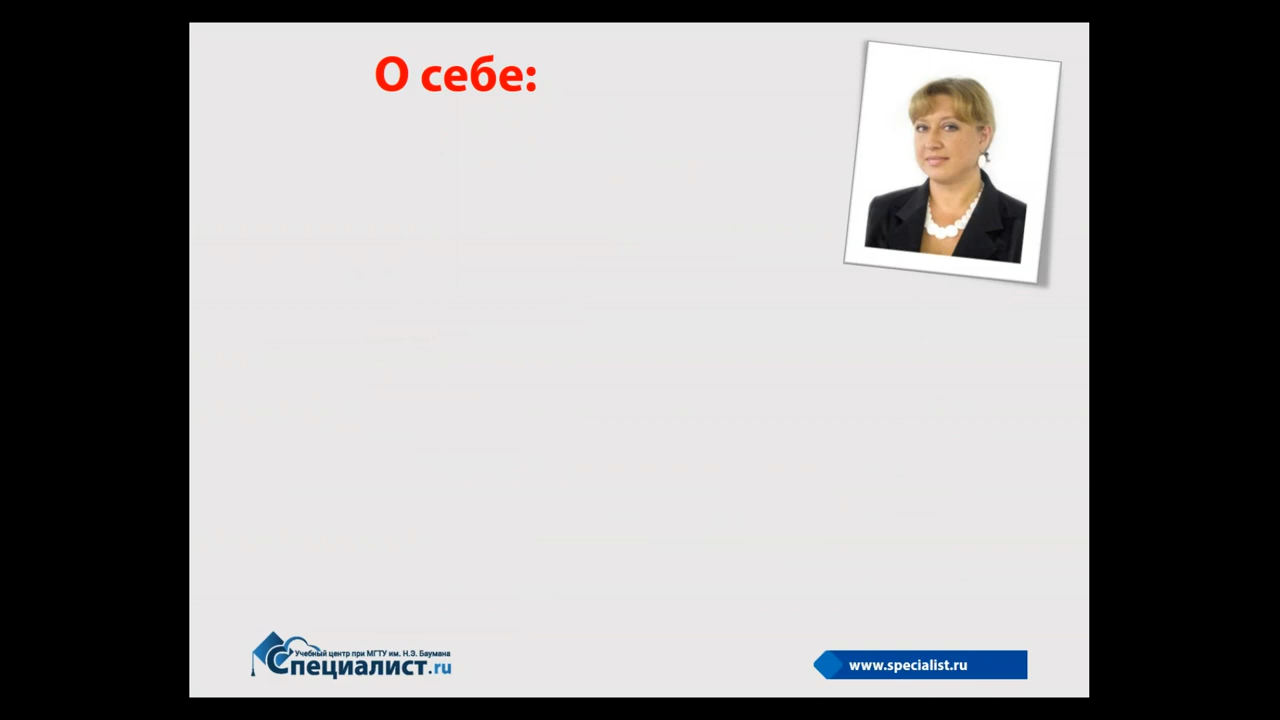 О себе:
Учебный центр при МГТУ им. Н.Э. Баумана
Специалист.ru
www.specialist.ru